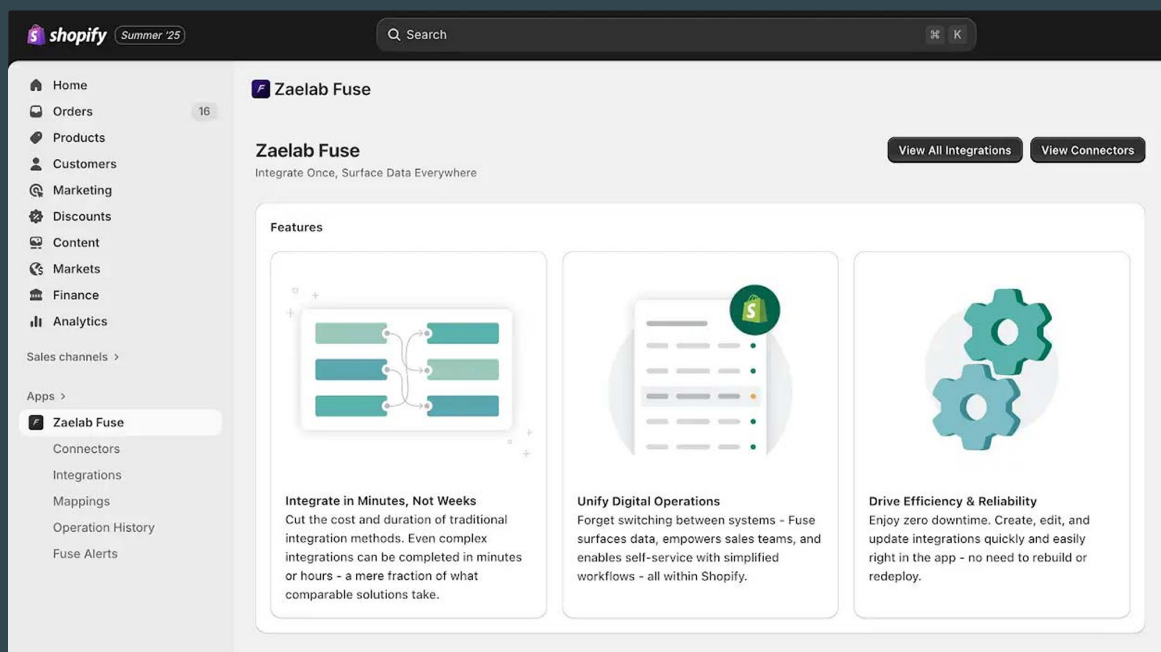 shopify Summer '25
Search
⌘ K
Home
Orders 16
Products
Customers
Marketing
Discounts
Content
Markets
Finance
Analytics
Sales channels >
Apps >
F Zaelab Fuse
Connectors
Integrations
Mappings
Operation History
Fuse Alerts
F Zaelab Fuse
Zaelab Fuse
Integrate Once, Surface Data Everywhere
View All Integrations
View Connectors
Features
Integrate in Minutes, Not Weeks
Cut the cost and duration of traditional
integration methods. Even complex
integrations can be completed in minutes
or hours - a mere fraction of what
comparable solutions take.
Unify Digital Operations
Forget switching between systems - Fuse
surfaces data, empowers sales teams, and
enables self-service with simplified
workflows - all within Shopify.
Drive Efficiency & Reliability
Enjoy zero downtime. Create, edit, and
update integrations quickly and easily
right in the app - no need to rebuild or
redeploy.